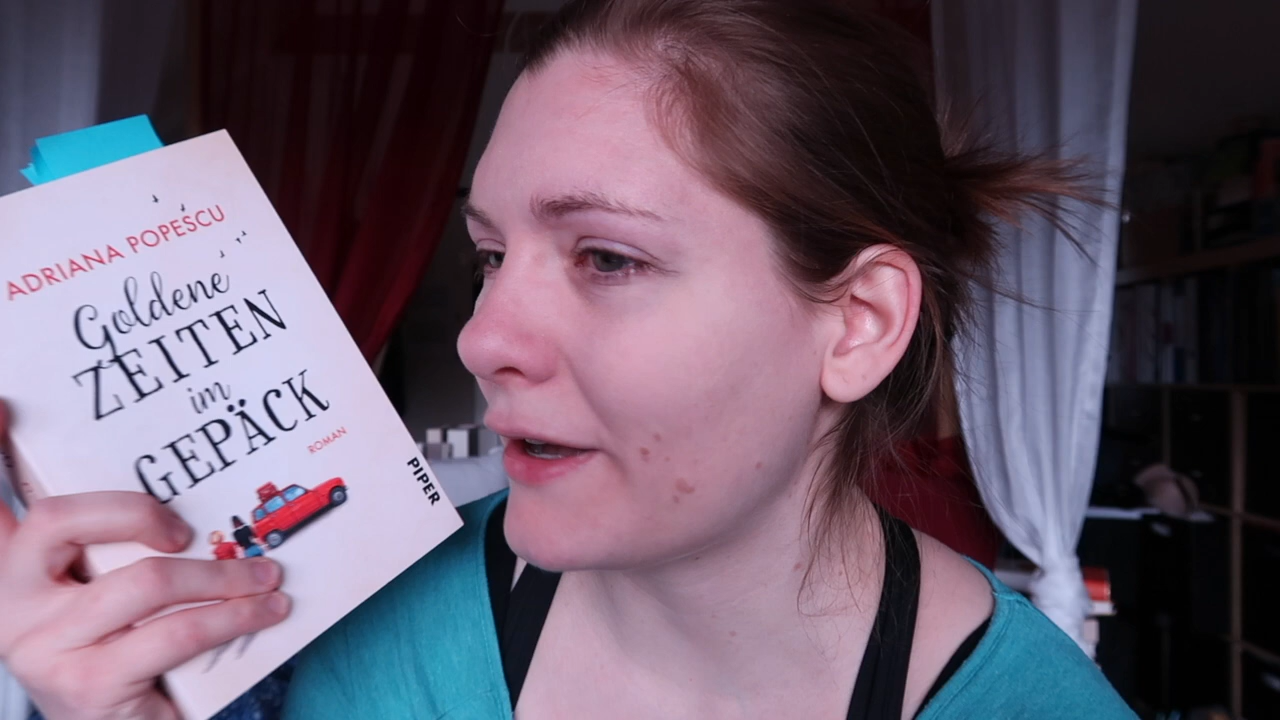 ADRIANA POPESCU
Goldene
ZEITEN
im
GEPÄCK
ROMAN
PIPER